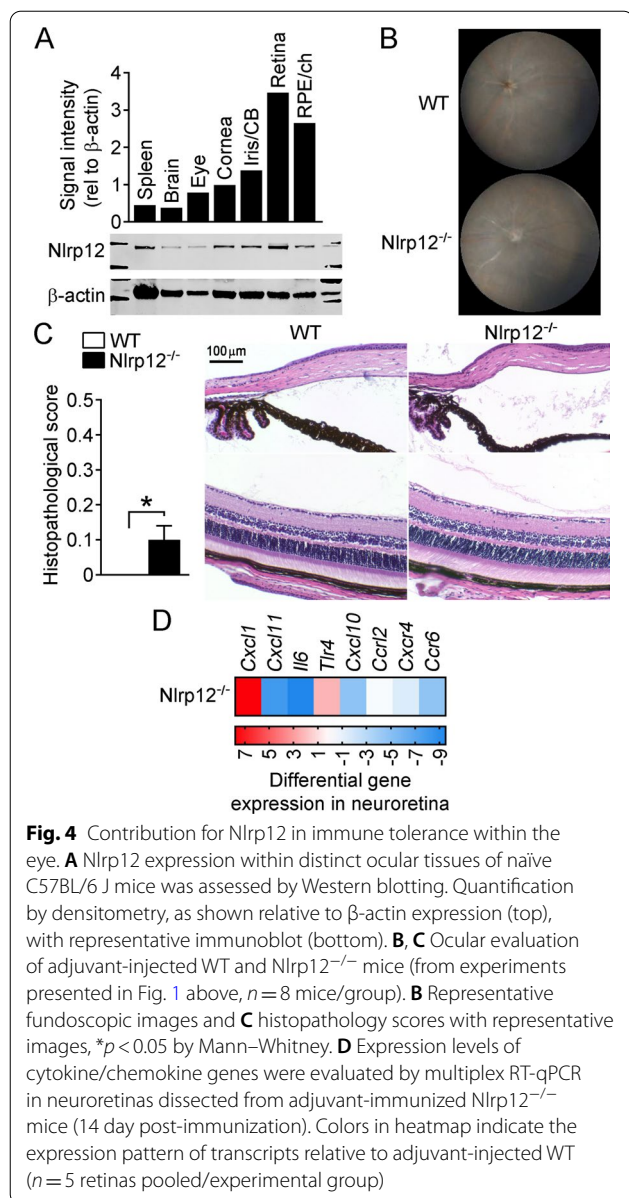 A
Signal intensity
(rel to β-actin)
4
3
2
1
0
Spleen
Brain
Eye
Cornea
Iris/CB
Retina
RPE/ch
Nlrp12
β-actin
B
WT
Nlrp12-/-
C
WT
Nlrp12-/-
Histopathological score
0.5
0.4
0.3
0.2
0.1
0
*
WT
Nlrp12-/-
100 μm
D
Cxcl1
Cxcl11
Il6
Tlr4
Cxcl10
Ccrl2
Cxcr4
Ccr6
Nlrp12-/-
7
5
3
1
-1
-3
-5
-7
-9
Differential gene
expression in neuroretina
Fig. 4 Contribution for Nlrp12 in immune tolerance within the
eye. A Nlrp12 expression within distinct ocular tissues of naïve
C57BL/6 J mice was assessed by Western blotting. Quantification
by densitometry, as shown relative to β-actin expression (top),
with representative immunoblot (bottom). B, C Ocular evaluation
of adjuvant-injected WT and Nlrp12−/− mice (from experiments
presented in Fig. 1 above, n = 8 mice/group). B Representative
fundoscopic images and C histopathology scores with representative
images, *p < 0.05 by Mann–Whitney. D Expression levels of
cytokine/chemokine genes were evaluated by multiplex RT-qPCR
in neuroretinas dissected from adjuvant-immunized Nlrp12−/−
mice (14 day post-immunization). Colors in heatmap indicate the
expression pattern of transcripts relative to adjuvant-injected WT
(n = 5 retinas pooled/experimental group)